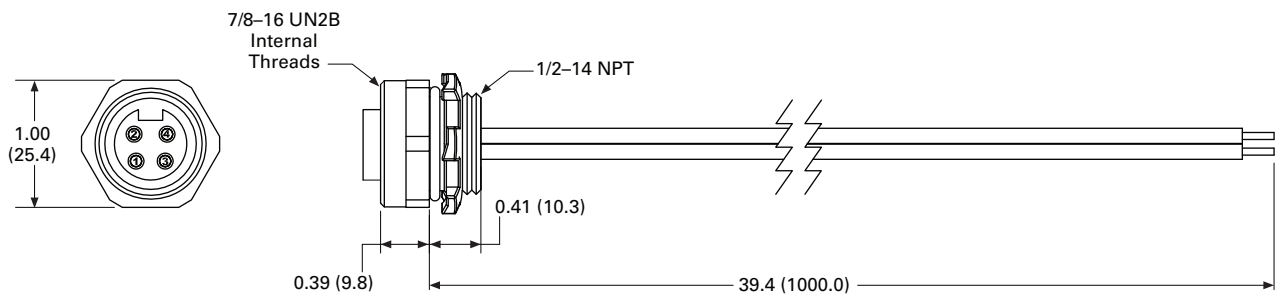 7/8–16 UN2B
Internal
Threads
1/2–14 NPT
1.00
(25.4)
2 4
1 3
0.41 (10.3)
0.39 (9.8)
39.4 (1000.0)